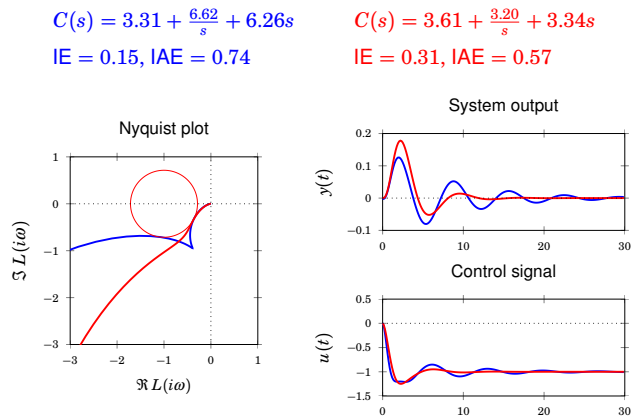 C(s) = 3.31 + 6.62/s + 6.26s
IE = 0.15, IAE = 0.74
C(s) = 3.61 + 3.20/s + 3.34s
IE = 0.31, IAE = 0.57
Nyquist plot
1
0
−1
−2
−3
−3 −2 −1 0 1
ℑ L(iω)
ℜ L(iω)
System output
0.2
0.1
0
−0.1
0 10 20 30
y(t)
Control signal
0.5
0
−0.5
−1
−1.5
0 10 20 30
u(t)